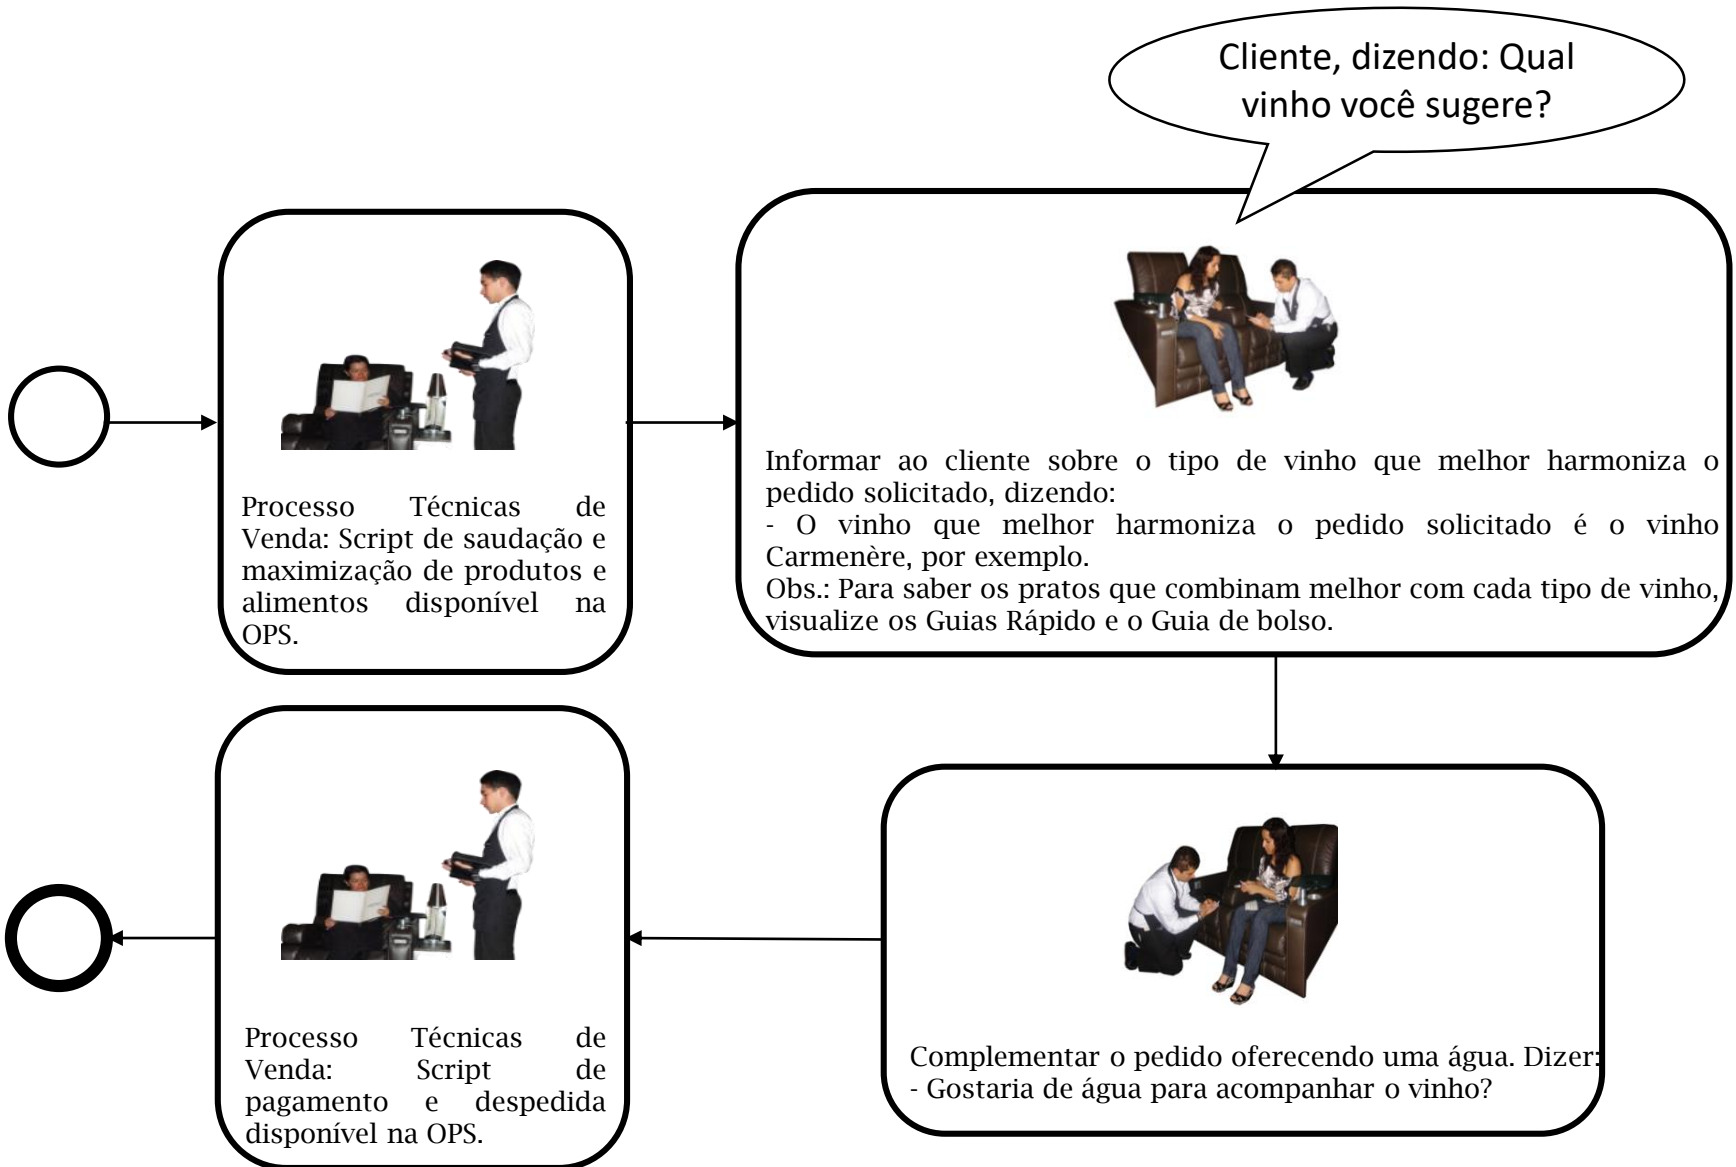 Cliente, dizendo: Qual
vinho você sugere?
Processo Técnicas de
Venda: Script de saudação e
maximização de produtos e
alimentos disponível na
OPS.
Informar ao cliente sobre o tipo de vinho que melhor harmoniza o
pedido solicitado, dizendo:
- O vinho que melhor harmoniza o pedido solicitado é o vinho
Carmenère, por exemplo.
Obs.: Para saber os pratos que combinam melhor com cada tipo de vinho,
visualize os Guias Rápido e o Guia de bolso.
Complementar o pedido oferecendo uma água. Dizer:
- Gostaria de água para acompanhar o vinho?
Processo Técnicas de
Venda: Script de
pagamento e despedida
disponível na OPS.